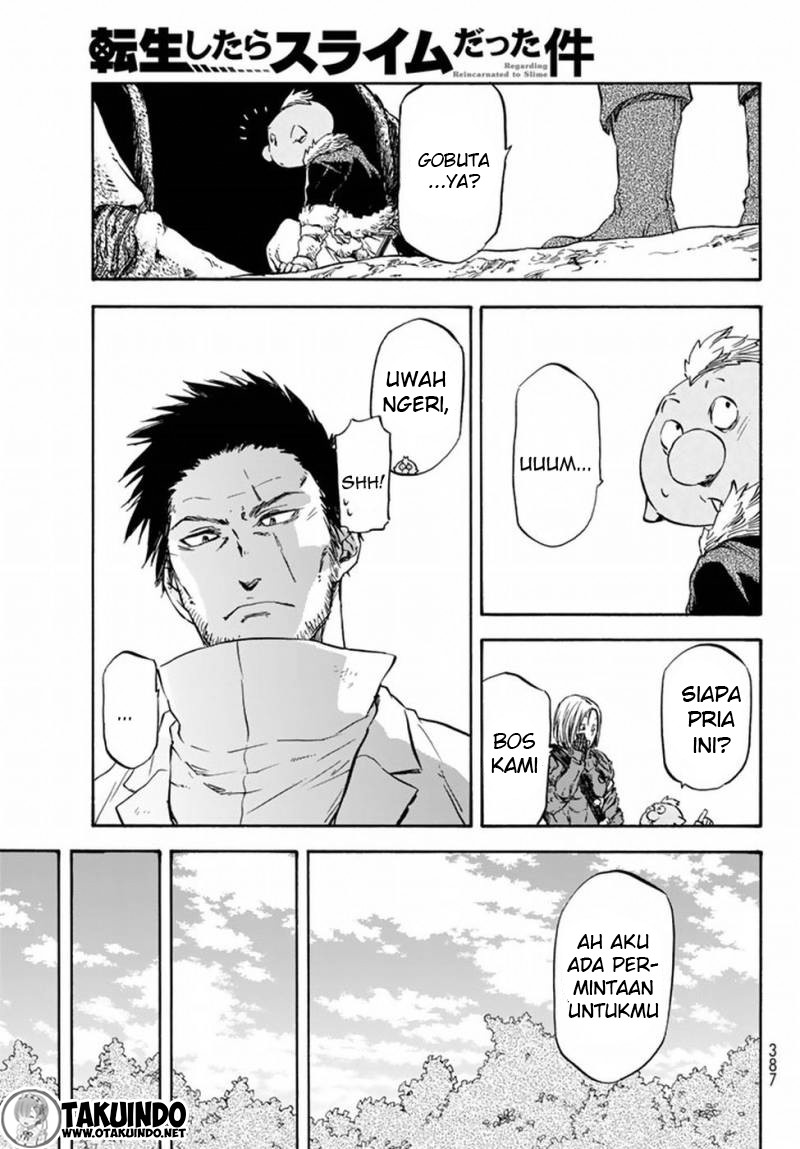 転生したらスライムだった件
Regarding
Reincarnated to Slime
GOBUTA
...YA?
UUUM...
UWAH
NGERI,
SHH!
SIAPA
PRIA
INI?
BOS
KAMI
...
AH AKU
ADA PER-
MINTAAN
UNTUKMU
387
TAKUINDO
WWW.OTAKUINDO.NET